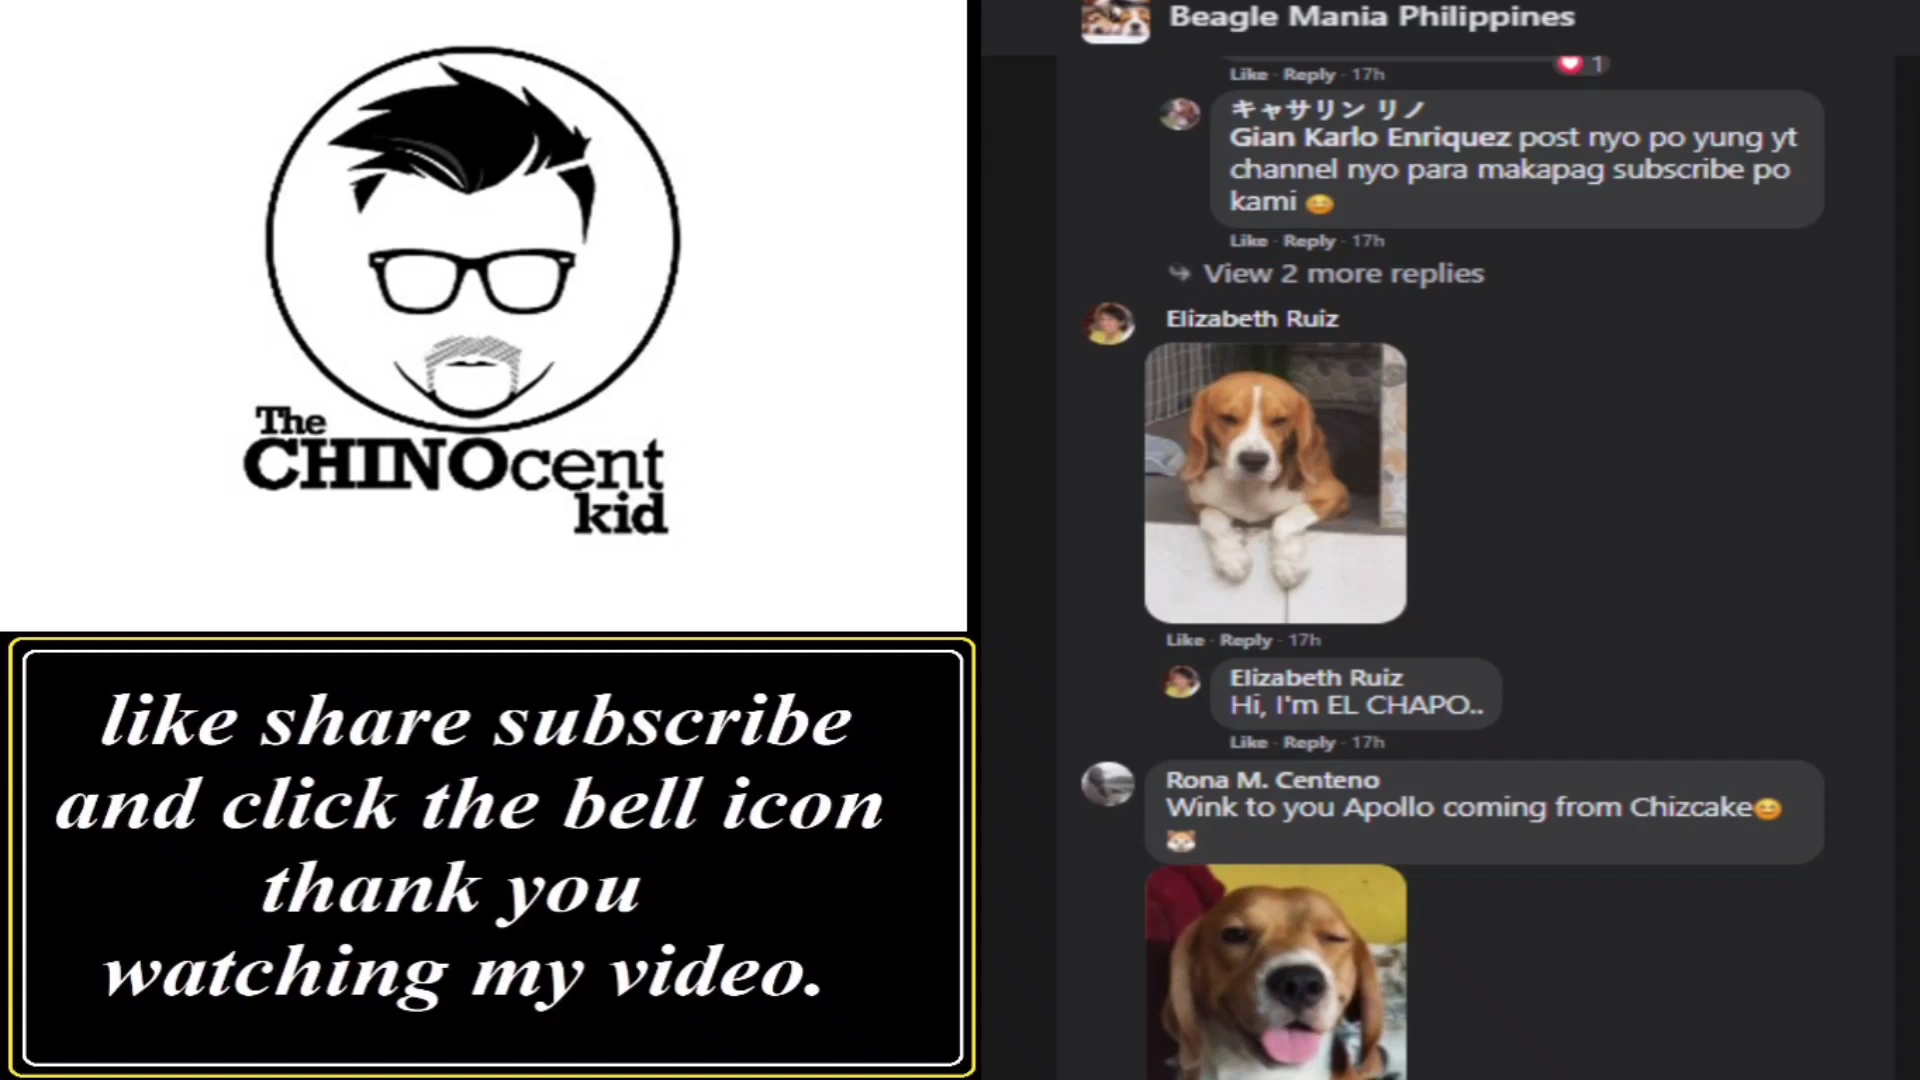 The
CHINOcent
kid
like share subscribe
and click the bell icon
thank you
watching my video.
Beagle Mania Philippines
1
Like · Reply · 17h
キャサリン リノ
Gian Karlo Enriquez post nyo po yung yt
channel nyo para makapag subscribe po
kami 😊
Like · Reply · 17h
View 2 more replies
Elizabeth Ruiz
Like · Reply · 17h
Elizabeth Ruiz
Hi, I'm EL CHAPO..
Like · Reply · 17h
Rona M. Centeno
Wink to you Apollo coming from Chizcake😊
🐱